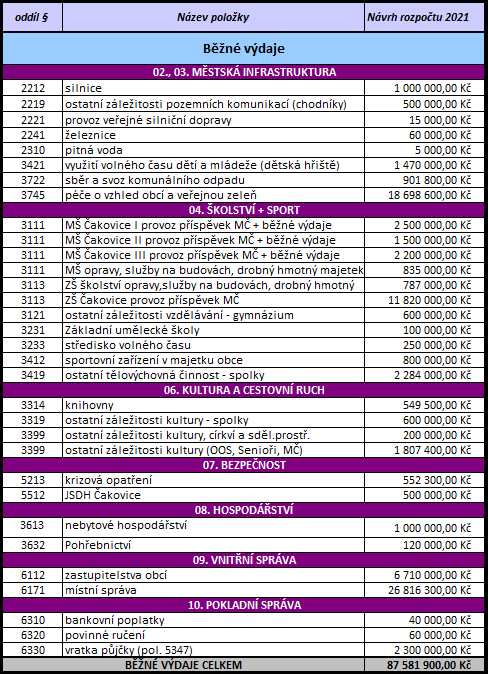 oddíl § Název položky Návrh rozpočtu 2021
Běžné výdaje
02., 03. MĚSTSKÁ INFRASTRUKTURA
2212 silnice 1 000 000,00 Kč
2219 ostatní záležitosti pozemních komunikací (chodníky) 500 000,00 Kč
2221 provoz veřejné silniční dopravy 15 000,00 Kč
2241 železnice 60 000,00 Kč
2310 pitná voda 5 000,00 Kč
3421 využití volného času dětí a mládeže (dětská hřiště) 1 470 000,00 Kč
3722 sběr a svoz komunálního odpadu 901 800,00 Kč
3745 péče o vzhled obcí a veřejnou zeleň 18 698 600,00 Kč
04. ŠKOLSTVÍ + SPORT
3111 MŠ Čakovice I provoz příspěvek MČ + běžné výdaje 2 500 000,00 Kč
3111 MŠ Čakovice II provoz příspěvek MČ + běžné výdaje 1 500 000,00 Kč
3111 MŠ Čakovice III provoz příspěvek MČ + běžné výdaje 2 200 000,00 Kč
3111 MŠ opravy, služby na budovách, drobný hmotný majetek 835 000,00 Kč
3113 ZŠ školství opravy,služby na budovách, drobný hmotný 787 000,00 Kč
3113 ZŠ Čakovice provoz příspěvek MČ 11 820 000,00 Kč
3121 ostatní záležitosti vzdělávání - gymnázium 600 000,00 Kč
3231 Základní umělecké školy 100 000,00 Kč
3233 středisko volného času 250 000,00 Kč
3412 sportovní zařízení v majetku obce 800 000,00 Kč
3419 ostatní tělovýchovná činnost - spolky 2 284 000,00 Kč
06. KULTURA A CESTOVNÍ RUCH
3314 knihovny 549 500,00 Kč
3319 ostatní záležitosti kultury - spolky 600 000,00 Kč
3399 ostatní záležitosti kultury, církví a sděl.prostř. 200 000,00 Kč
3399 ostatní záležitosti kultury (OOS, Senioři, MČ) 1 807 400,00 Kč
07. BEZPEČNOST
5213 krizová opatření 552 300,00 Kč
5512 JSDH Čakovice 500 000,00 Kč
08. HOSPODÁŘSTVÍ
3613 nebytové hospodářství 1 000 000,00 Kč
3632 Pohřebnictví 120 000,00 Kč
09. VNITŘNÍ SPRÁVA
6112 zastupitelstva obcí 6 710 000,00 Kč
6171 místní správa 26 816 300,00 Kč
10. POKLADNÍ SPRÁVA
6310 bankovní poplatky 40 000,00 Kč
6320 povinné ručení 60 000,00 Kč
6330 vratka půjčky (pol. 5347) 2 300 000,00 Kč
BĚŽNÉ VÝDAJE CELKEM 87 581 900,00 Kč